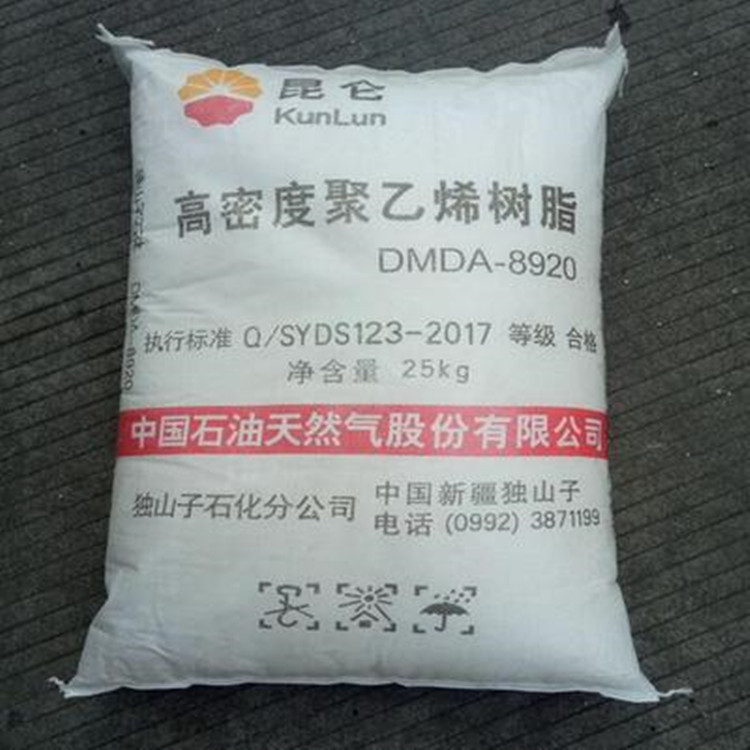 昆仑
KunLun
高密度聚乙烯树脂
DMDA-8920
执行标准 Q/SYDS123-2017 等级 合格
净含量 25kg
中国石油天然气股份有限公司
独山子石化分公司
中国新疆独山子
电话 (0992) 3871199
DMDA-8920